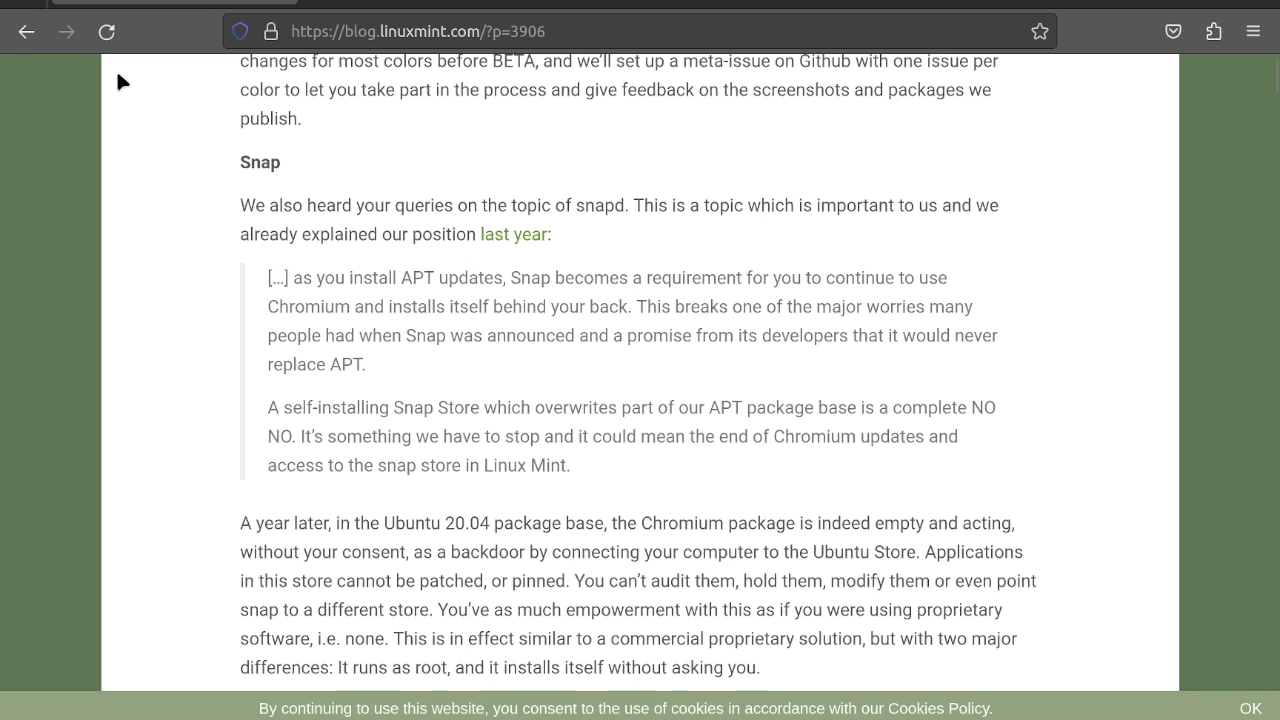 https://blog.linuxmint.com/?p=3906
changes for most colors before BETA, and we’ll set up a meta-issue on Github with one issue per
color to let you take part in the process and give feedback on the screenshots and packages we
publish.
Snap
We also heard your queries on the topic of snapd. This is a topic which is important to us and we
already explained our position last year:
[…] as you install APT updates, Snap becomes a requirement for you to continue to use
Chromium and installs itself behind your back. This breaks one of the major worries many
people had when Snap was announced and a promise from its developers that it would never
replace APT.
A self-installing Snap Store which overwrites part of our APT package base is a complete NO
NO. It’s something we have to stop and it could mean the end of Chromium updates and
access to the snap store in Linux Mint.
A year later, in the Ubuntu 20.04 package base, the Chromium package is indeed empty and acting,
without your consent, as a backdoor by connecting your computer to the Ubuntu Store. Applications
in this store cannot be patched, or pinned. You can’t audit them, hold them, modify them or even point
snap to a different store. You’ve as much empowerment with this as if you were using proprietary
software, i.e. none. This is in effect similar to a commercial proprietary solution, but with two major
differences: It runs as root, and it installs itself without asking you.
By continuing to use this website, you consent to the use of cookies in accordance with our Cookies Policy. OK